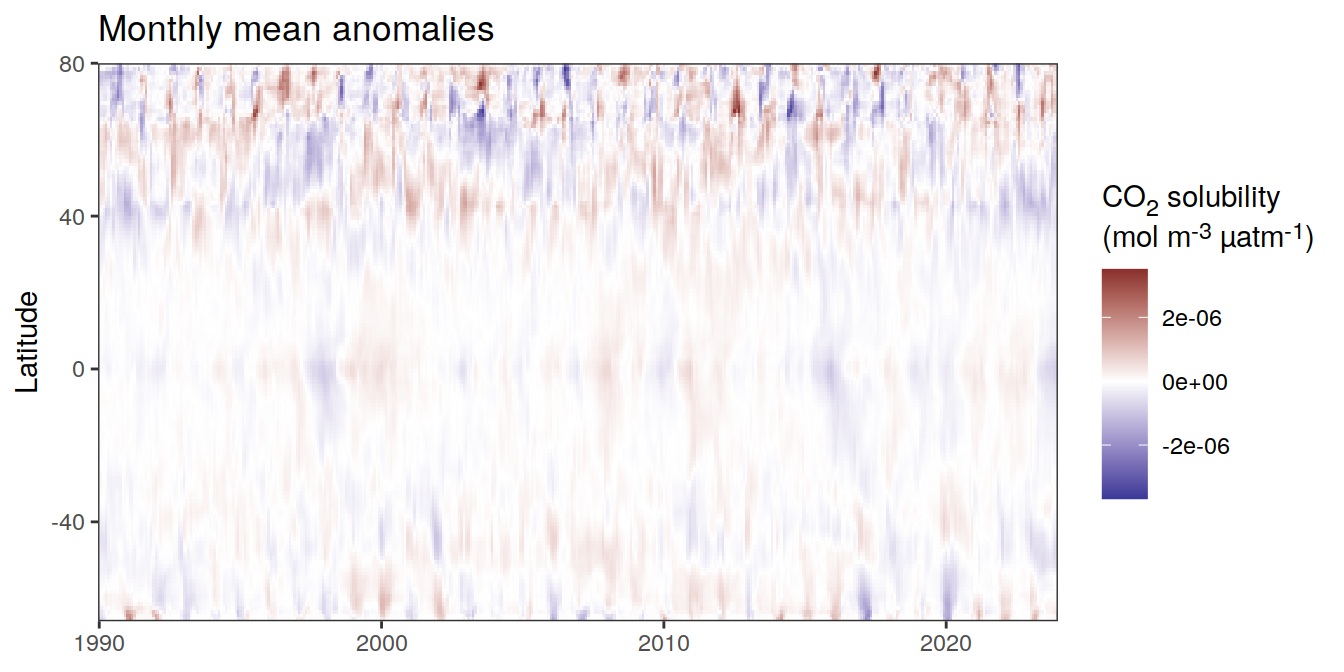 Monthly mean anomalies
80
40
0
-40
Latitude
1990
2000
2010
2020
CO₂ solubility
(mol m⁻³ µatm⁻¹)
2e-06
0e+00
-2e-06